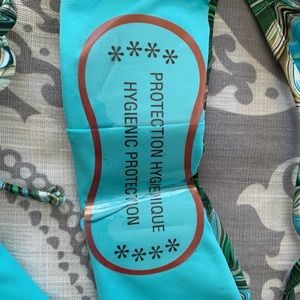 ****
PROTECTION HYGIENIQUE
HYGIENIC PROTECTION
****